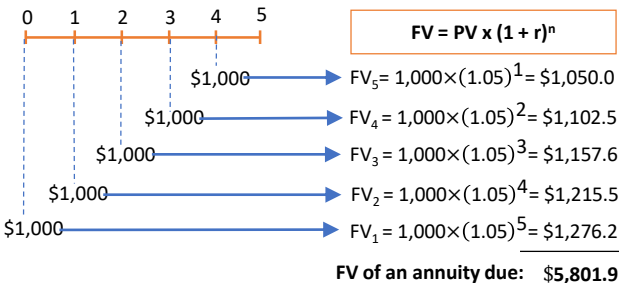 0 1 2 3 4 5
FV = PV x (1 + r)ⁿ
$1,000 FV₅= 1,000×(1.05)¹= $1,050.0
$1,000 FV₄= 1,000×(1.05)²= $1,102.5
$1,000 FV₃= 1,000×(1.05)³= $1,157.6
$1,000 FV₂= 1,000×(1.05)⁴= $1,215.5
$1,000 FV₁= 1,000×(1.05)⁵= $1,276.2
FV of an annuity due: $5,801.9